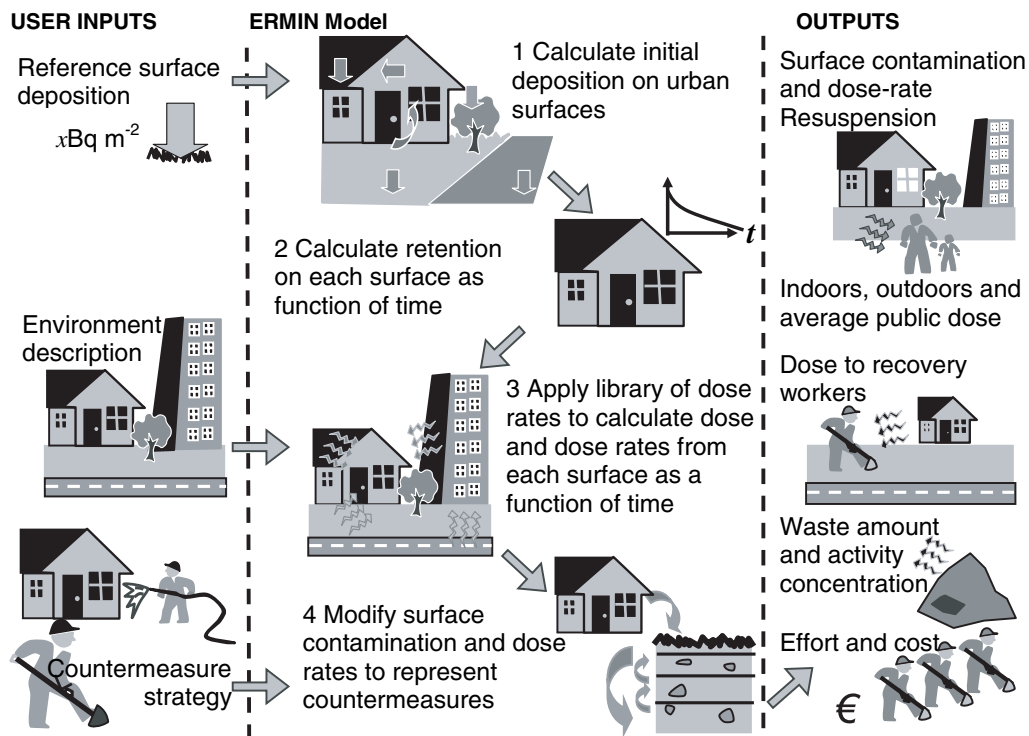 USER INPUTS
Reference surface
deposition
xBq m-2
Environment
description
Countermeasure
strategy
ERMIN Model
1 Calculate initial
deposition on urban
surfaces
t
2 Calculate retention
on each surface as
function of time
3 Apply library of dose
rates to calculate dose
and dose rates from
each surface as a
function of time
4 Modify surface
contamination and dose
rates to represent
countermeasures
OUTPUTS
Surface contamination
and dose-rate
Resuspension
Indoors, outdoors and
average public dose
Dose to recovery
workers
Waste amount
and activity
concentration
Effort and cost
€